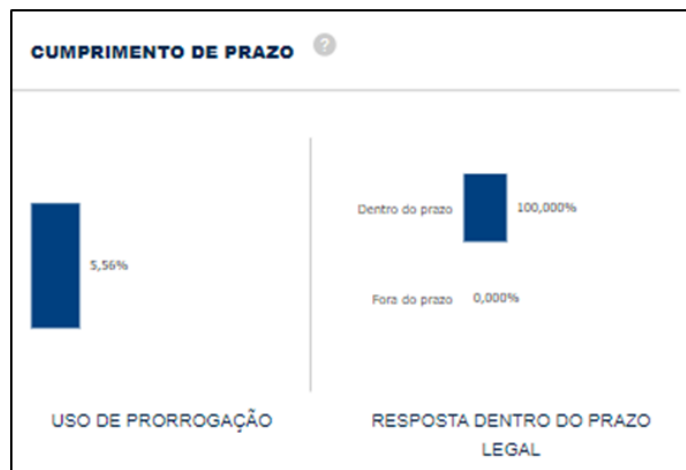 CUMPRIMENTO DE PRAZO ?
5,56%
USO DE PRORROGAÇÃO
Dentro do prazo 100,000%
Fora do prazo 0,000%
RESPOSTA DENTRO DO PRAZO
LEGAL